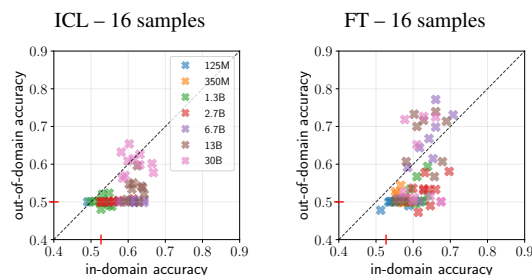 ICL – 16 samples
FT – 16 samples
out-of-domain accuracy
0.9
0.8
0.7
0.6
0.5
0.4
0.4 0.5 0.6 0.7 0.8 0.9
in-domain accuracy
125M
350M
1.3B
2.7B
6.7B
13B
30B
out-of-domain accuracy
0.9
0.8
0.7
0.6
0.5
0.4
0.4 0.5 0.6 0.7 0.8 0.9
in-domain accuracy